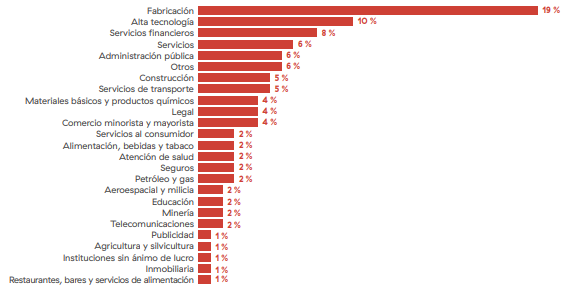 Fabricación 19 %
Alta tecnología 10 %
Servicios financieros 8 %
Servicios 6 %
Administración pública 6 %
Otros 6 %
Construcción 5 %
Servicios de transporte 5 %
Materiales básicos y productos químicos 4 %
Legal 4 %
Comercio minorista y mayorista 4 %
Servicios al consumidor 2 %
Alimentación, bebidas y tabaco 2 %
Atención de salud 2 %
Seguros 2 %
Petróleo y gas 2 %
Aeroespacial y milicia 2 %
Educación 2 %
Minería 2 %
Telecomunicaciones 2 %
Publicidad 1 %
Agricultura y silvicultura 1 %
Instituciones sin ánimo de lucro 1 %
Inmobiliaria 1 %
Restaurantes, bares y servicios de alimentación 1 %